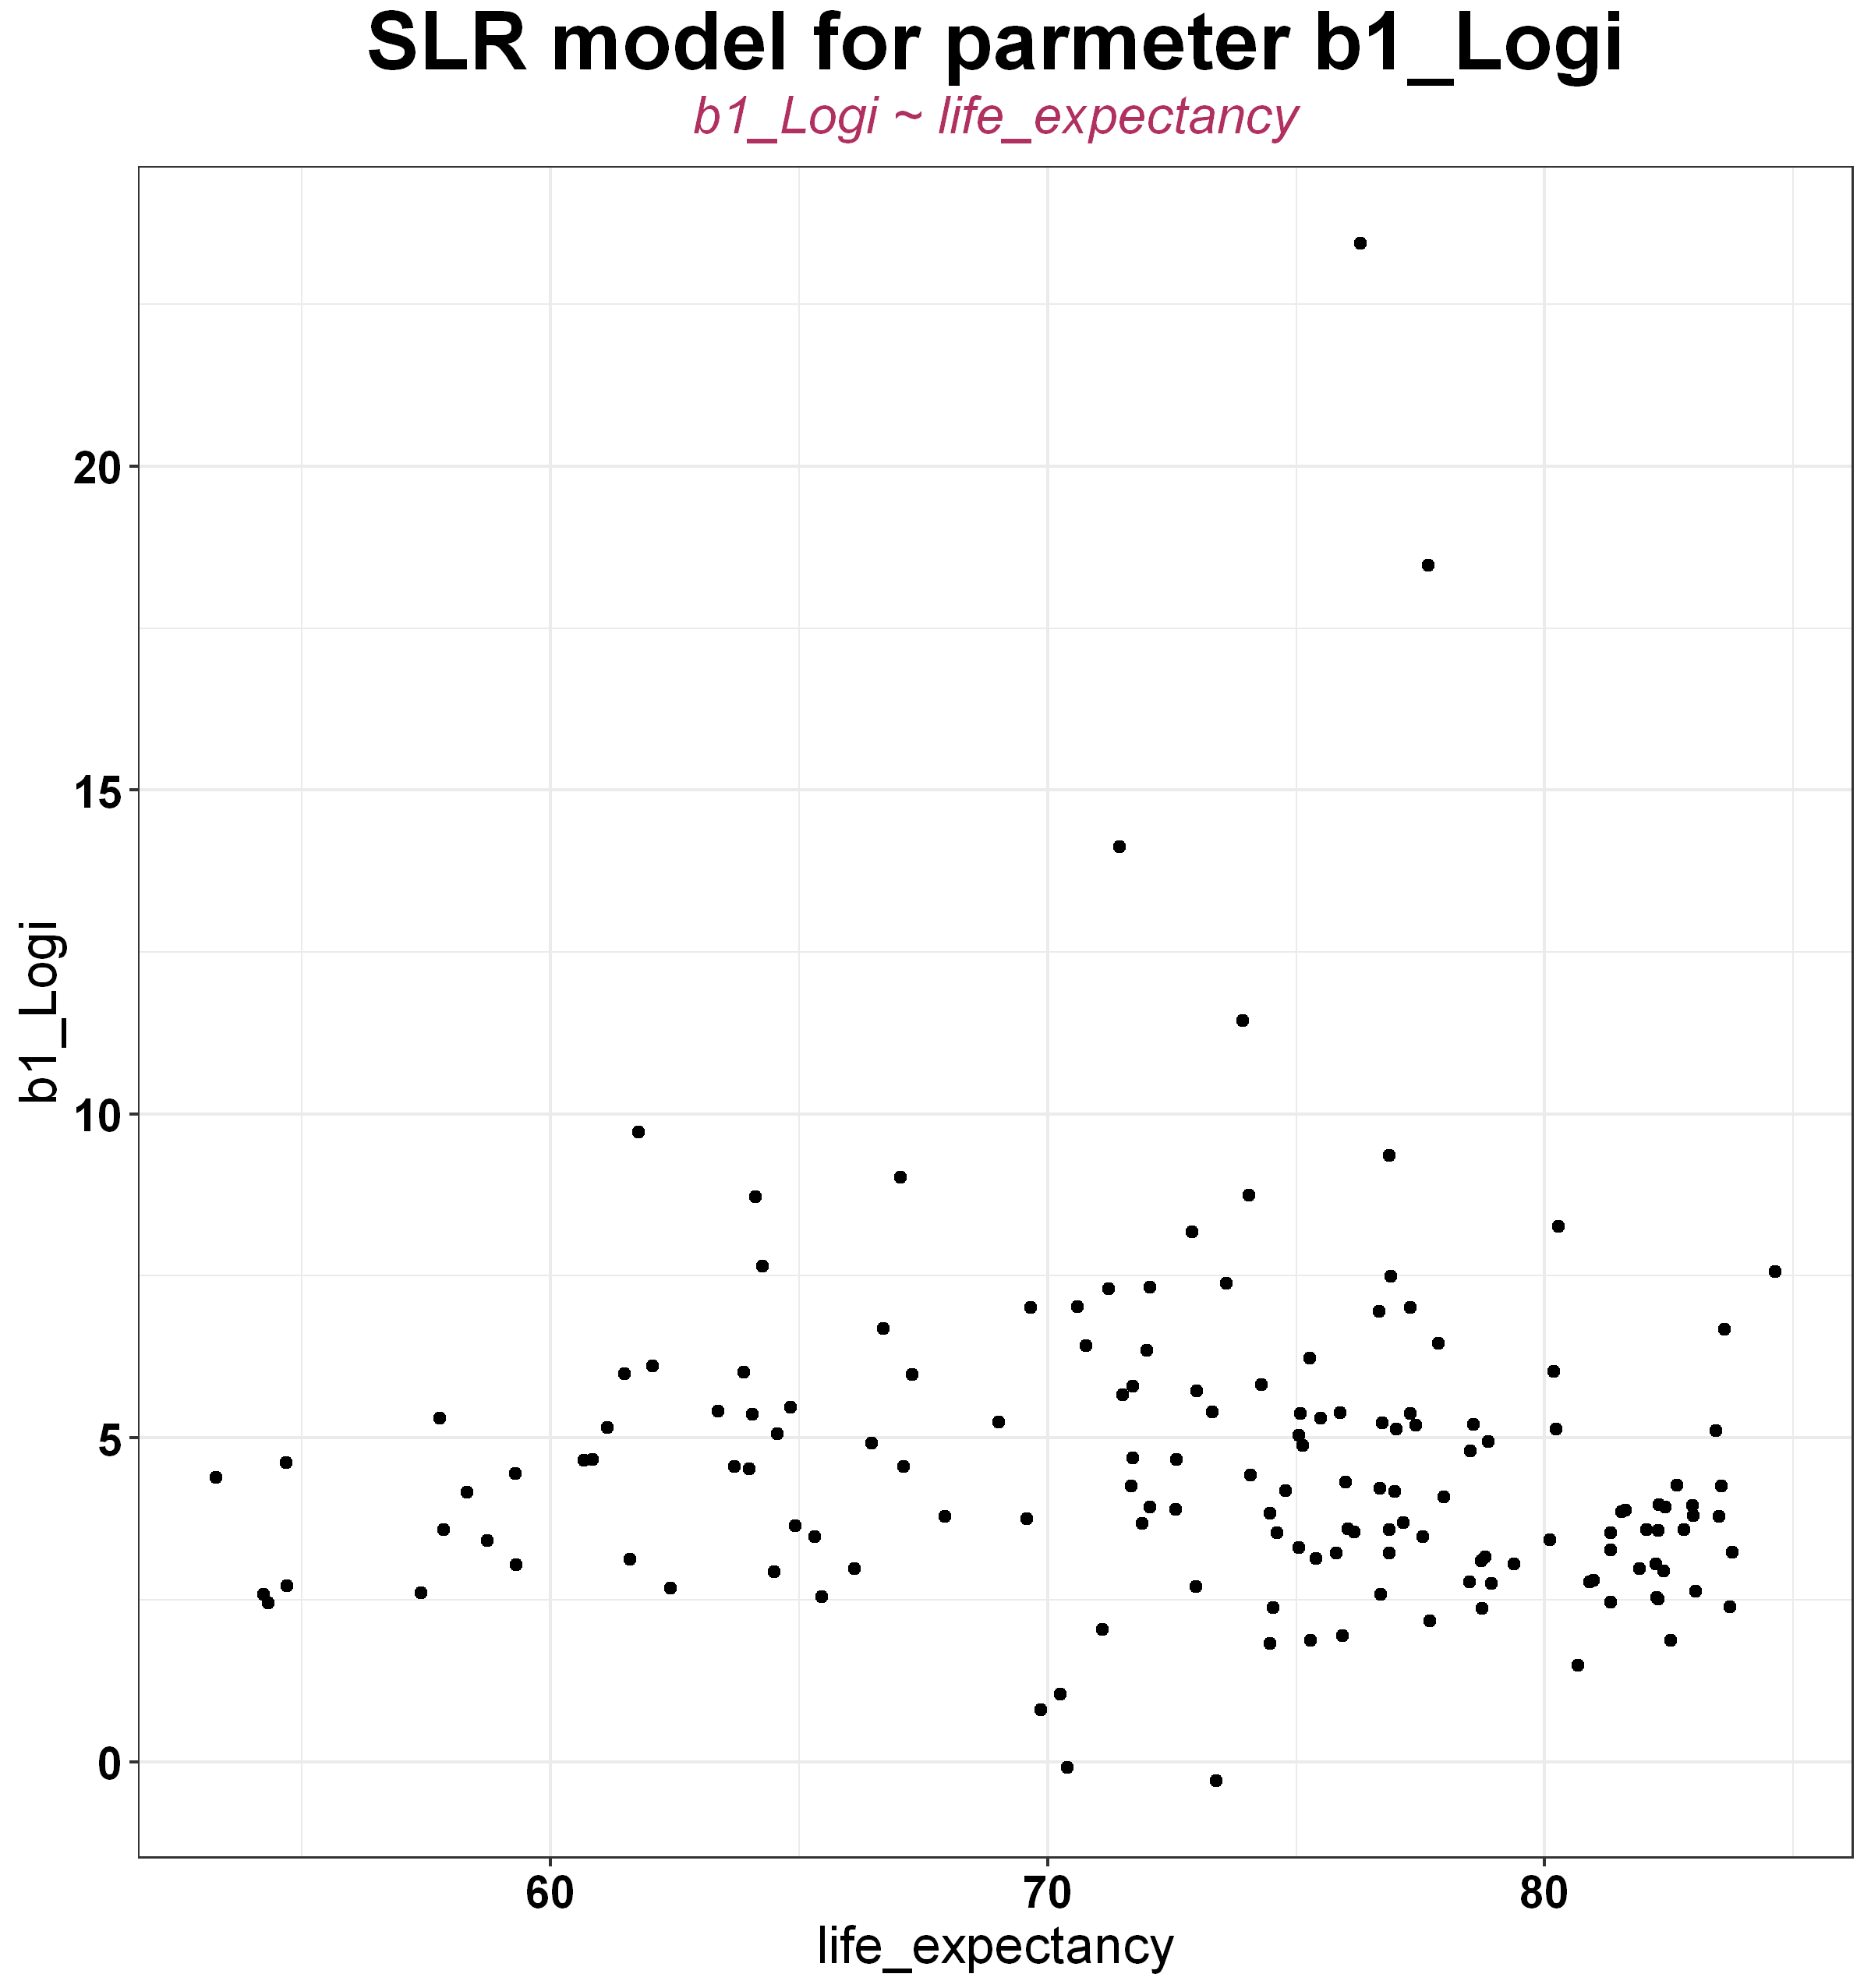 SLR model for parmeter b1_Logi
b1_Logi ~ life_expectancy
20
15
10
5
0
b1_Logi
60 70 80
life_expectancy